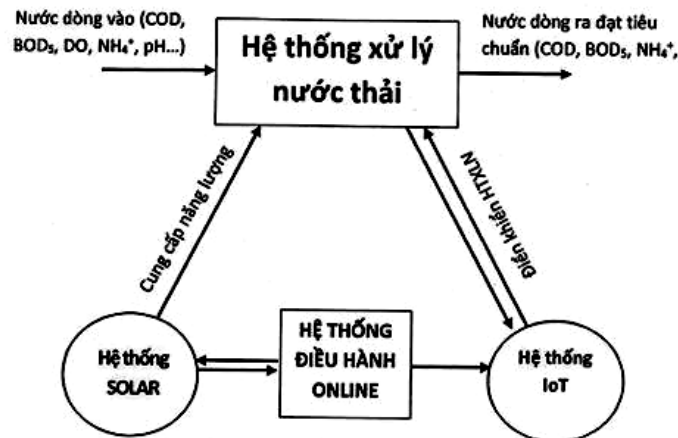 Nước dòng vào (COD,
BOD₅, DO, NH₄⁺, pH...)
Hệ thống xử lý
nước thải
Nước dòng ra đạt tiêu
chuẩn (COD, BOD₅, NH₄⁺,
Cung cấp năng lượng
Điển khiển HTXLN
Hệ thống
SOLAR
HỆ THỐNG
ĐIỀU HÀNH
ONLINE
Hệ thống
IoT